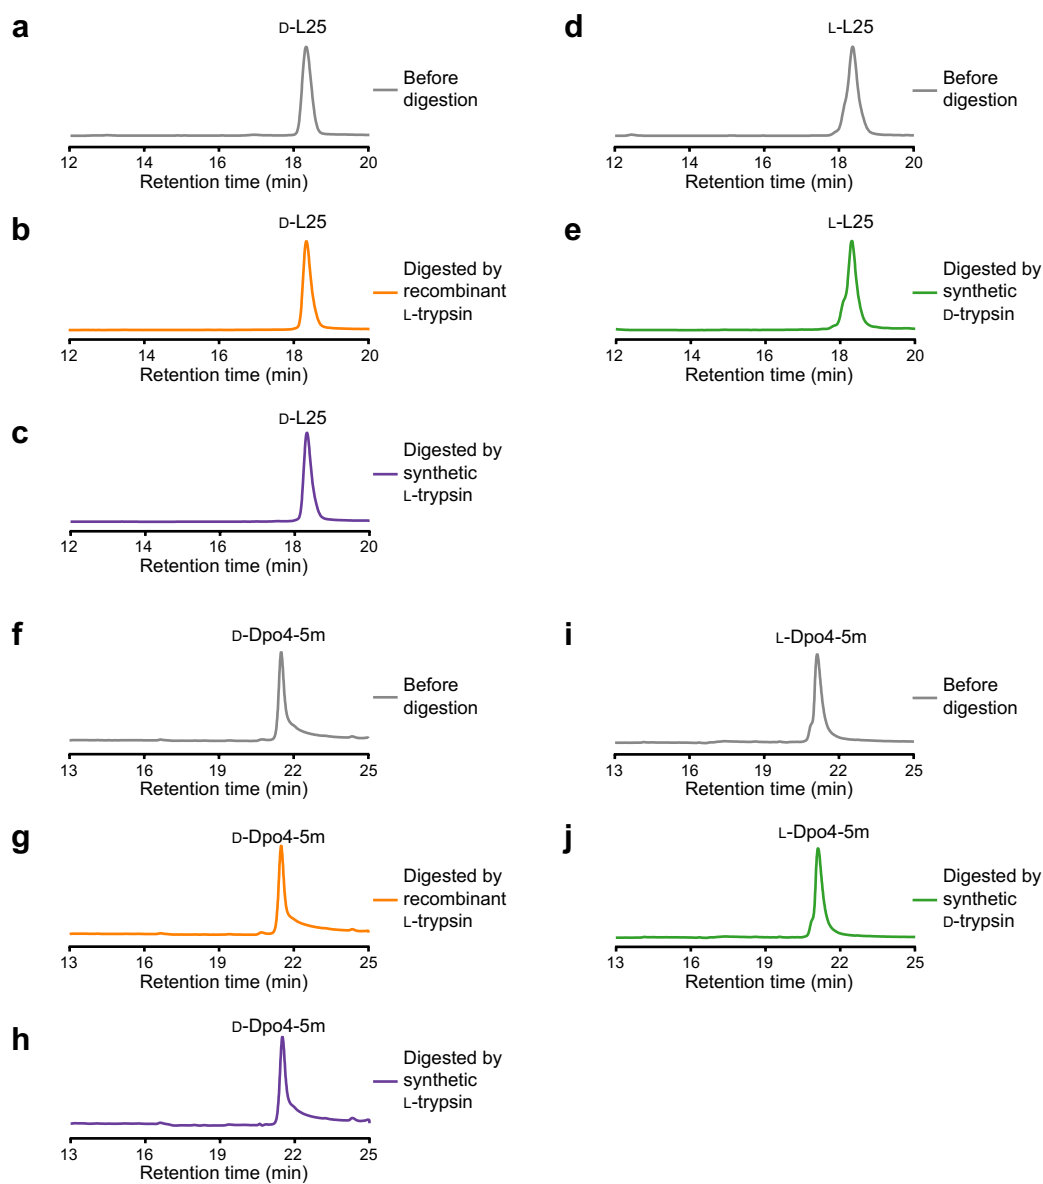 a
D-L25
Before
digestion
12 14 16 18 20
Retention time (min)
b
D-L25
Digested by
recombinant
L-trypsin
12 14 16 18 20
Retention time (min)
c
D-L25
Digested by
synthetic
L-trypsin
12 14 16 18 20
Retention time (min)
d
L-L25
Before
digestion
12 14 16 18 20
Retention time (min)
e
L-L25
Digested by
synthetic
D-trypsin
12 14 16 18 20
Retention time (min)
f
D-Dpo4-5m
Before
digestion
13 16 19 22 25
Retention time (min)
g
D-Dpo4-5m
Digested by
recombinant
L-trypsin
13 16 19 22 25
Retention time (min)
h
D-Dpo4-5m
Digested by
synthetic
L-trypsin
13 16 19 22 25
Retention time (min)
i
L-Dpo4-5m
Before
digestion
13 16 19 22 25
Retention time (min)
j
L-Dpo4-5m
Digested by
synthetic
D-trypsin
13 16 19 22 25
Retention time (min)